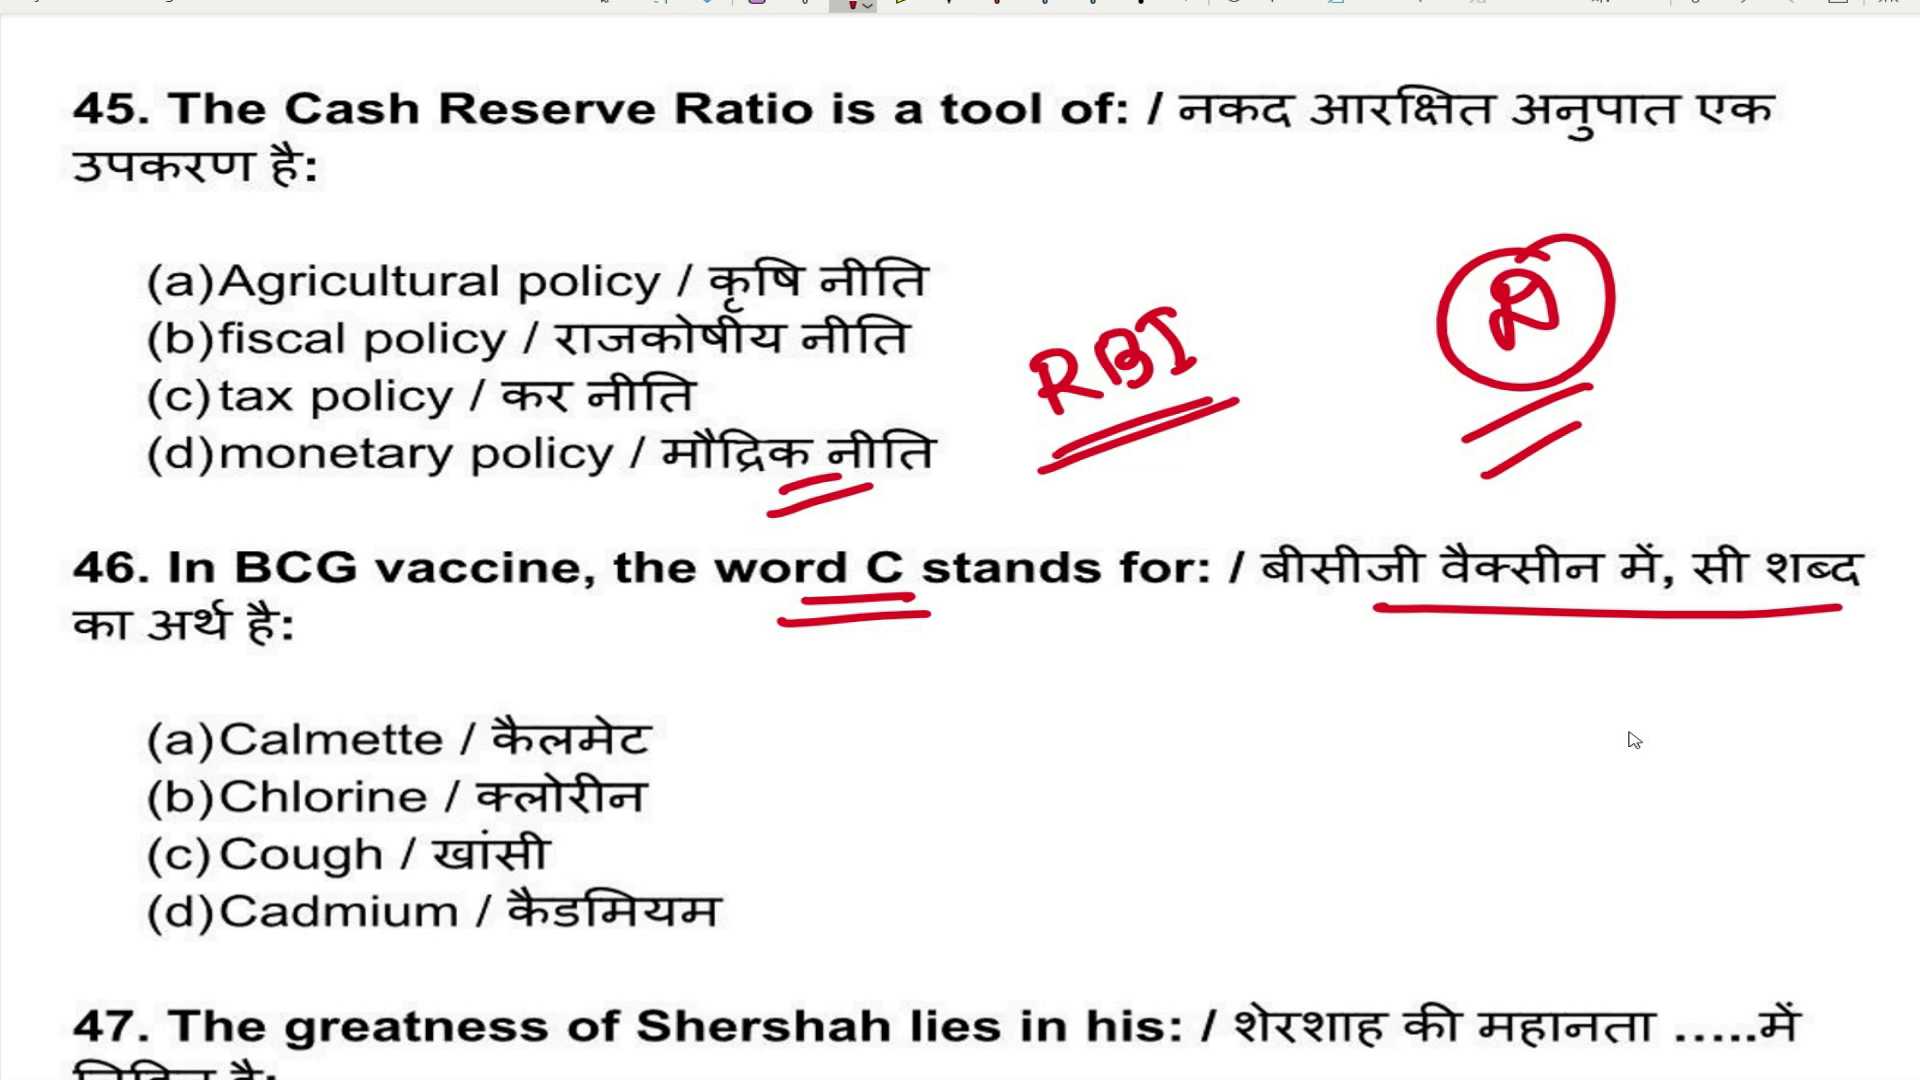 45. The Cash Reserve Ratio is a tool of: / नकद आरक्षित अनुपात एक
उपकरण है:
(a) Agricultural policy / कृषि नीति
(b) fiscal policy / राजकोषीय नीति
(c) tax policy / कर नीति
(d) monetary policy / मौद्रिक नीति
RBI
46. In BCG vaccine, the word C stands for: / बीसीजी वैक्सीन में, सी शब्द
का अर्थ है:
(a) Calmette / कैलमेट
(b) Chlorine / क्लोरीन
(c) Cough / खांसी
(d) Cadmium / कैडमियम
47. The greatness of Shershah lies in his: / शेरशाह की महानता .....में